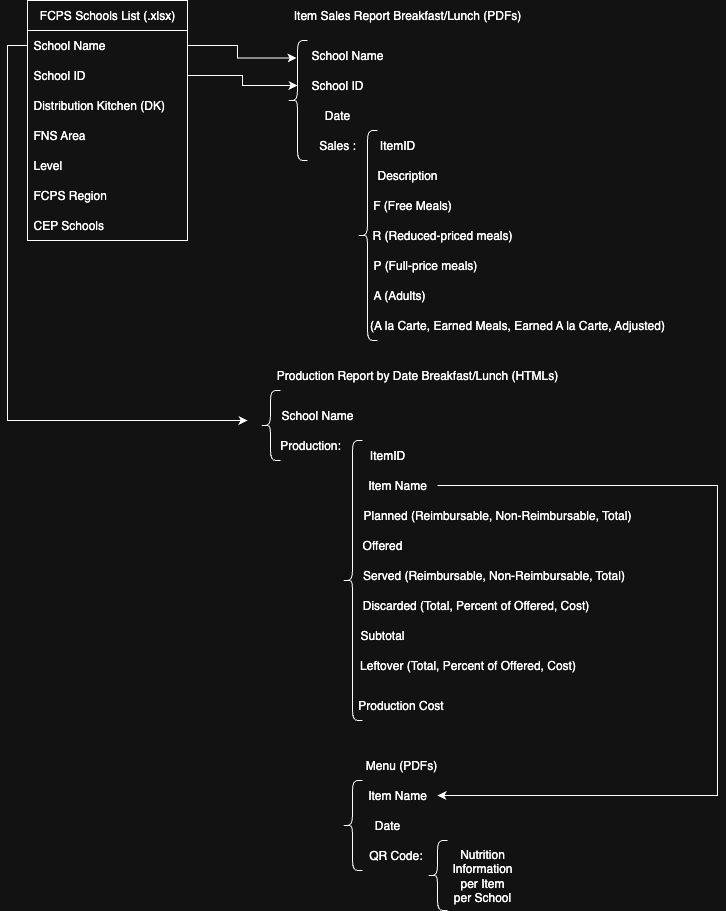 FCPS Schools List (.xlsx)
School Name
School ID
Distribution Kitchen (DK)
FNS Area
Level
FCPS Region
CEP Schools
Item Sales Report Breakfast/Lunch (PDFs)
School Name
School ID
Date
Sales :
ItemID
Description
F (Free Meals)
R (Reduced-priced meals)
P (Full-price meals)
A (Adults)
(A la Carte, Earned Meals, Earned A la Carte, Adjusted)
Production Report by Date Breakfast/Lunch (HTMLs)
School Name
Production:
ItemID
Item Name
Planned (Reimbursable, Non-Reimbursable, Total)
Offered
Served (Reimbursable, Non-Reimbursable, Total)
Discarded (Total, Percent of Offered, Cost)
Subtotal
Leftover (Total, Percent of Offered, Cost)
Production Cost
Menu (PDFs)
Item Name
Date
QR Code:
Nutrition
Information
per Item
per School